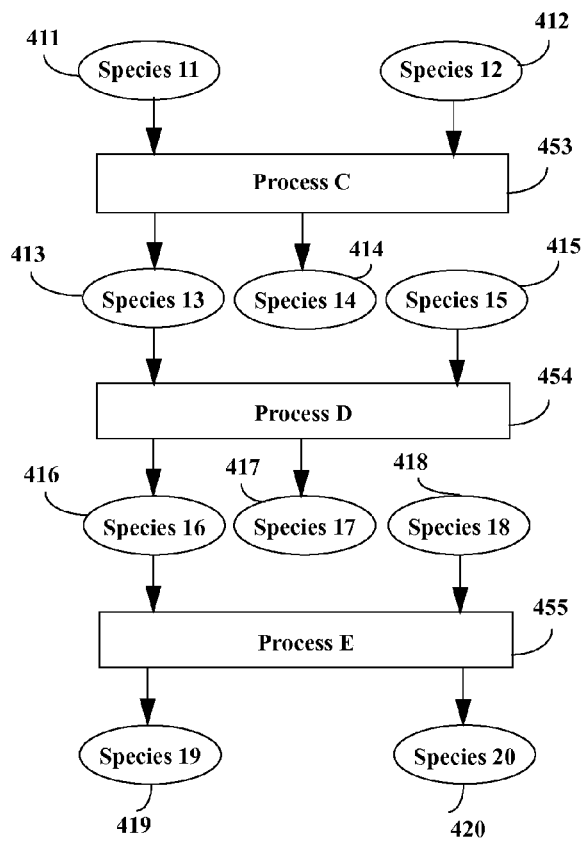 411
412
Species 11
Species 12
453
Process C
413
414
415
Species 13
Species 14
Species 15
454
Process D
416
417
418
Species 16
Species 17
Species 18
455
Process E
Species 19
Species 20
419
420